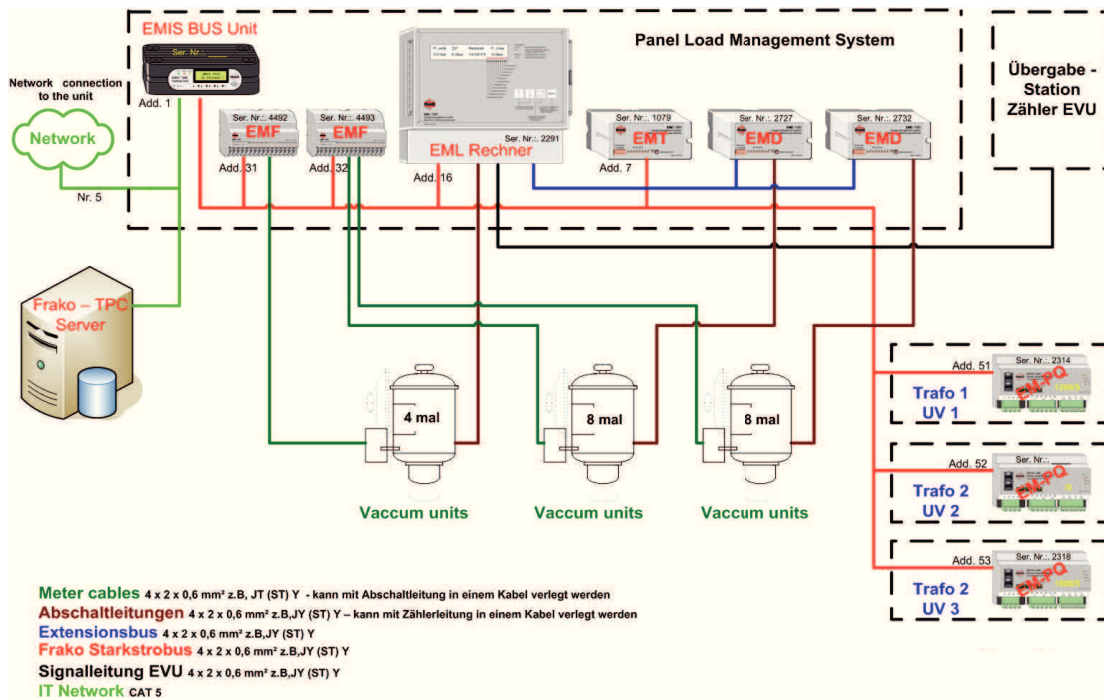 EMIS BUS Unit
Ser. Nr.:.
Panel Load Management System
Übergabe -
Station
Zähler EVU
Network connection
to the unit
Network
Add. 1
Nr. 5
Ser. Nr.:. 4492
EMF
Add. 31
Ser. Nr.:. 4493
EMF
Add. 32
Ser. Nr.:. 2291
EML Rechner
Add. 16
Ser. Nr.:. 1079
EMT
Add. 7
Ser. Nr.:. 2727
EMD
Ser. Nr.:. 2732
EMD
Frako – TPC
Server
4 mal
8 mal
8 mal
Vaccum units
Vaccum units
Vaccum units
Add. 51
Ser. Nr.:. 2314
EM-PQ
Trafo 1
UV 1
Add. 52
Ser. Nr.:.
EM-PQ
Trafo 2
UV 2
Add. 53
Ser. Nr.:. 2318
EM-PQ
Trafo 2
UV 3
Meter cables 4 x 2 x 0,6 mm² z.B, JT (ST) Y - kann mit Abschaltleitung in einem Kabel verlegt werden
Abschaltleitungen 4 x 2 x 0,6 mm² z.B,JY (ST) Y – kann mit Zählerleitung in einem Kabel verlegt werden
Extensionsbus 4 x 2 x 0,6 mm² z.B,JY (ST) Y
Frako Starkstrobus 4 x 2 x 0,6 mm² z.B,JY (ST) Y
Signalleitung EVU 4 x 2 x 0,6 mm² z.B,JY (ST) Y
IT Network CAT 5